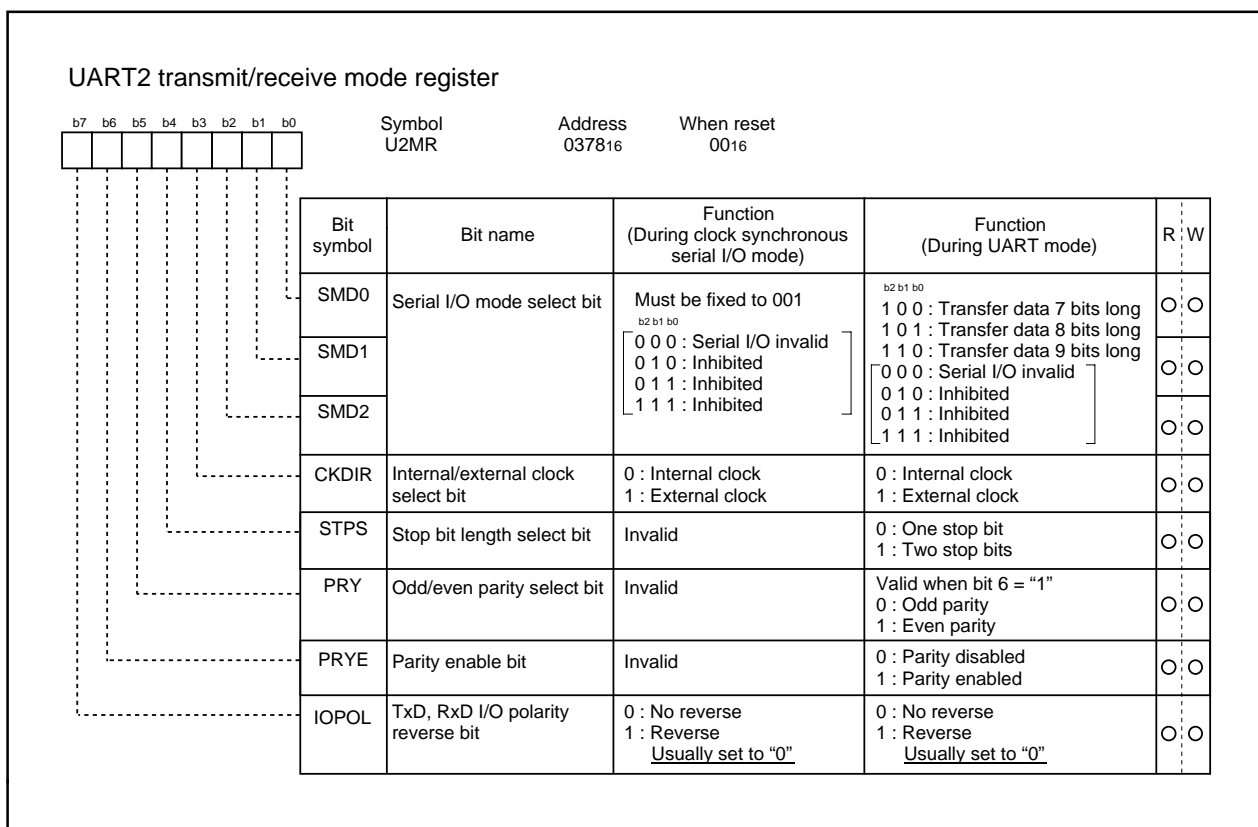 UART2 transmit/receive mode register
b7 b6 b5 b4 b3 b2 b1 b0
Symbol Address When reset
U2MR 037816 0016
Bit symbol
Bit name
Function
(During clock synchronous
serial I/O mode)
Function
(During UART mode)
R W
SMD0
SMD1
SMD2
Serial I/O mode select bit
Must be fixed to 001
b2 b1 b0
0 0 0 : Serial I/O invalid
0 1 0 : Inhibited
0 1 1 : Inhibited
1 1 1 : Inhibited
b2 b1 b0
1 0 0 : Transfer data 7 bits long
1 0 1 : Transfer data 8 bits long
1 1 0 : Transfer data 9 bits long
0 0 0 : Serial I/O invalid
0 1 0 : Inhibited
0 1 1 : Inhibited
1 1 1 : Inhibited
CKDIR
Internal/external clock
select bit
0 : Internal clock
1 : External clock
0 : Internal clock
1 : External clock
STPS
Stop bit length select bit
Invalid
0 : One stop bit
1 : Two stop bits
PRY
Odd/even parity select bit
Invalid
Valid when bit 6 = “1”
0 : Odd parity
1 : Even parity
PRYE
Parity enable bit
Invalid
0 : Parity disabled
1 : Parity enabled
IOPOL
TxD, RxD I/O polarity
reverse bit
0 : No reverse
1 : Reverse
Usually set to “0”
0 : No reverse
1 : Reverse
Usually set to “0”